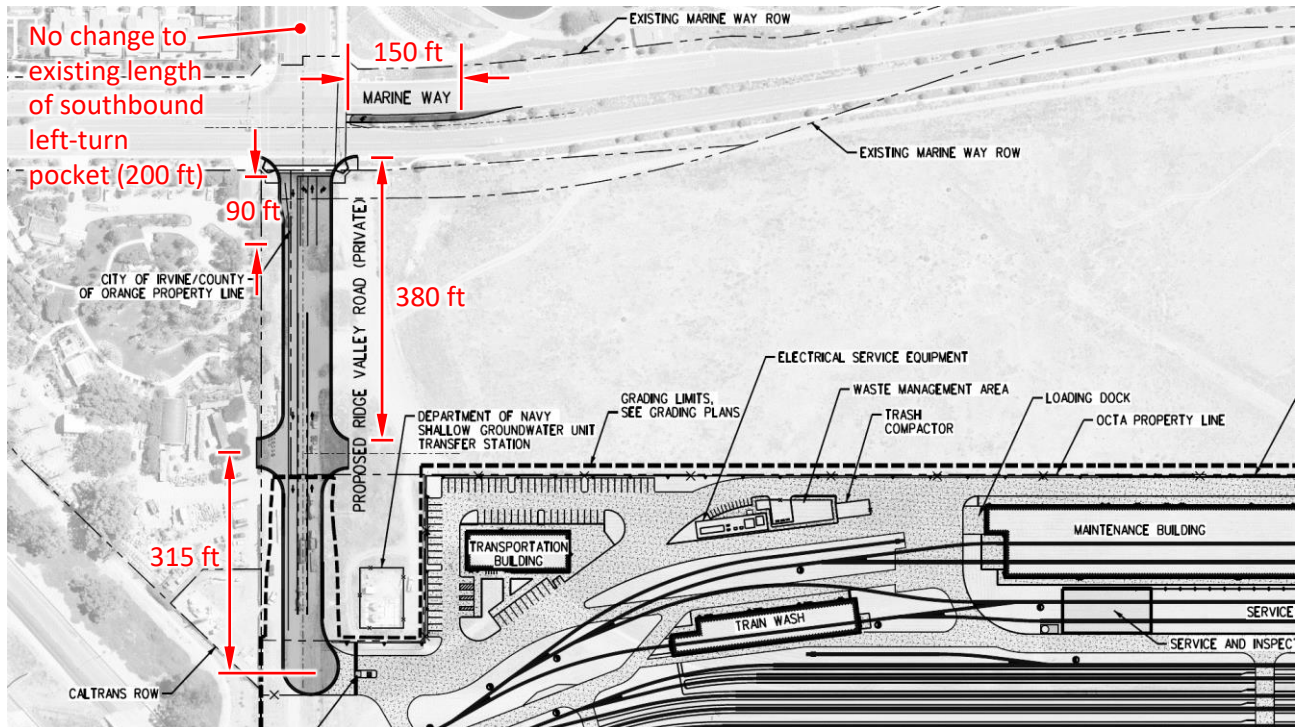 No change to
existing length
of southbound
left-turn
pocket (200 ft)
150 ft
EXISTING MARINE WAY ROW
MARINE WAY
EXISTING MARINE WAY ROW
90 ft
CITY OF IRVINE/COUNTY
OF ORANGE PROPERTY LINE
PROPOSED RIDGE VALLEY ROAD (PRIVATE)
380 ft
ELECTRICAL SERVICE EQUIPMENT
WASTE MANAGEMENT AREA
TRASH
COMPACTOR
LOADING DOCK
OCTA PROPERTY LINE
GRADING LIMITS,
SEE GRADING PLANS
DEPARTMENT OF NAVY
SHALLOW GROUNDWATER UNIT
TRANSFER STATION
315 ft
TRANSPORTATION
BUILDING
MAINTENANCE BUILDING
TRAIN WASH
SERVICE
SERVICE AND INSPECT
CALTRANS ROW